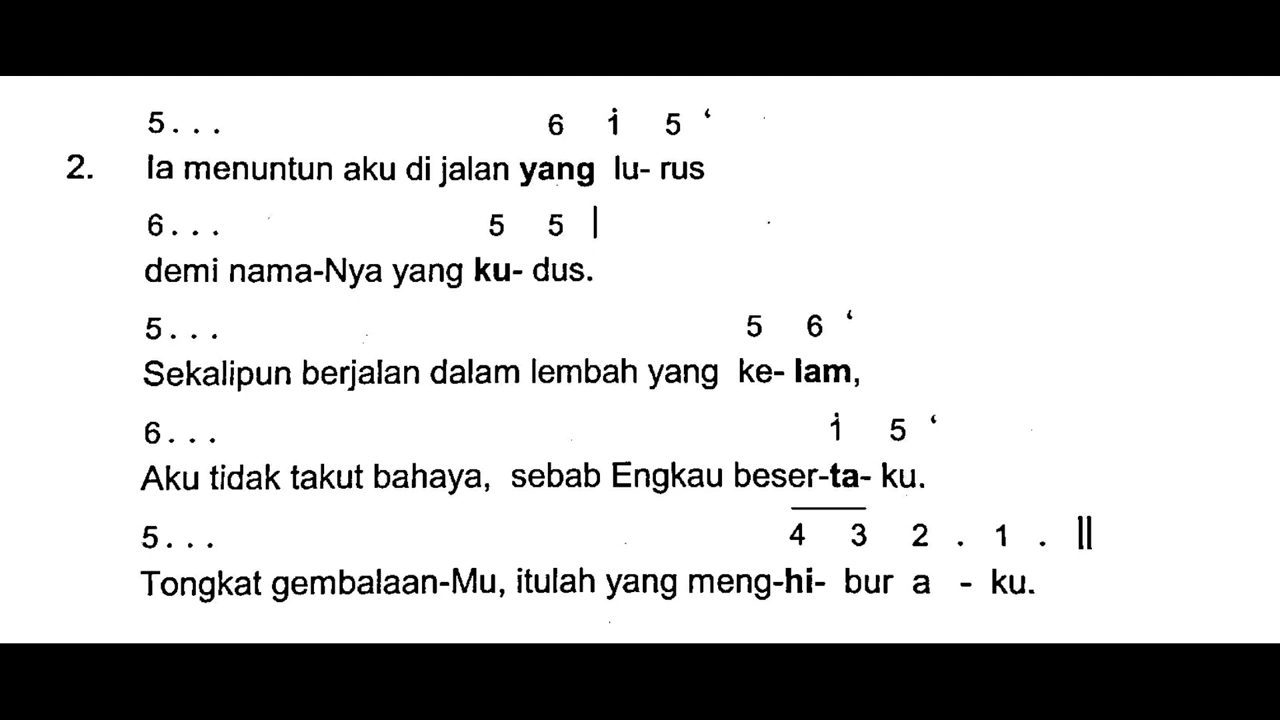 5 . . . 6 i̇ 5 ‘
2. Ia menuntun aku di jalan yang lu- rus
6 . . . 5 5 |
demi nama-Nya yang ku- dus.
5 . . . 5 6 ‘
Sekalipun berjalan dalam lembah yang ke- lam,
6 . . . 1̇ 5 ‘
Aku tidak takut bahaya, sebab Engkau beser-ta- ku.
5 . . . 4 3 2 . 1 . ||
Tongkat gembalaan-Mu, itulah yang meng-hi- bur a - ku.